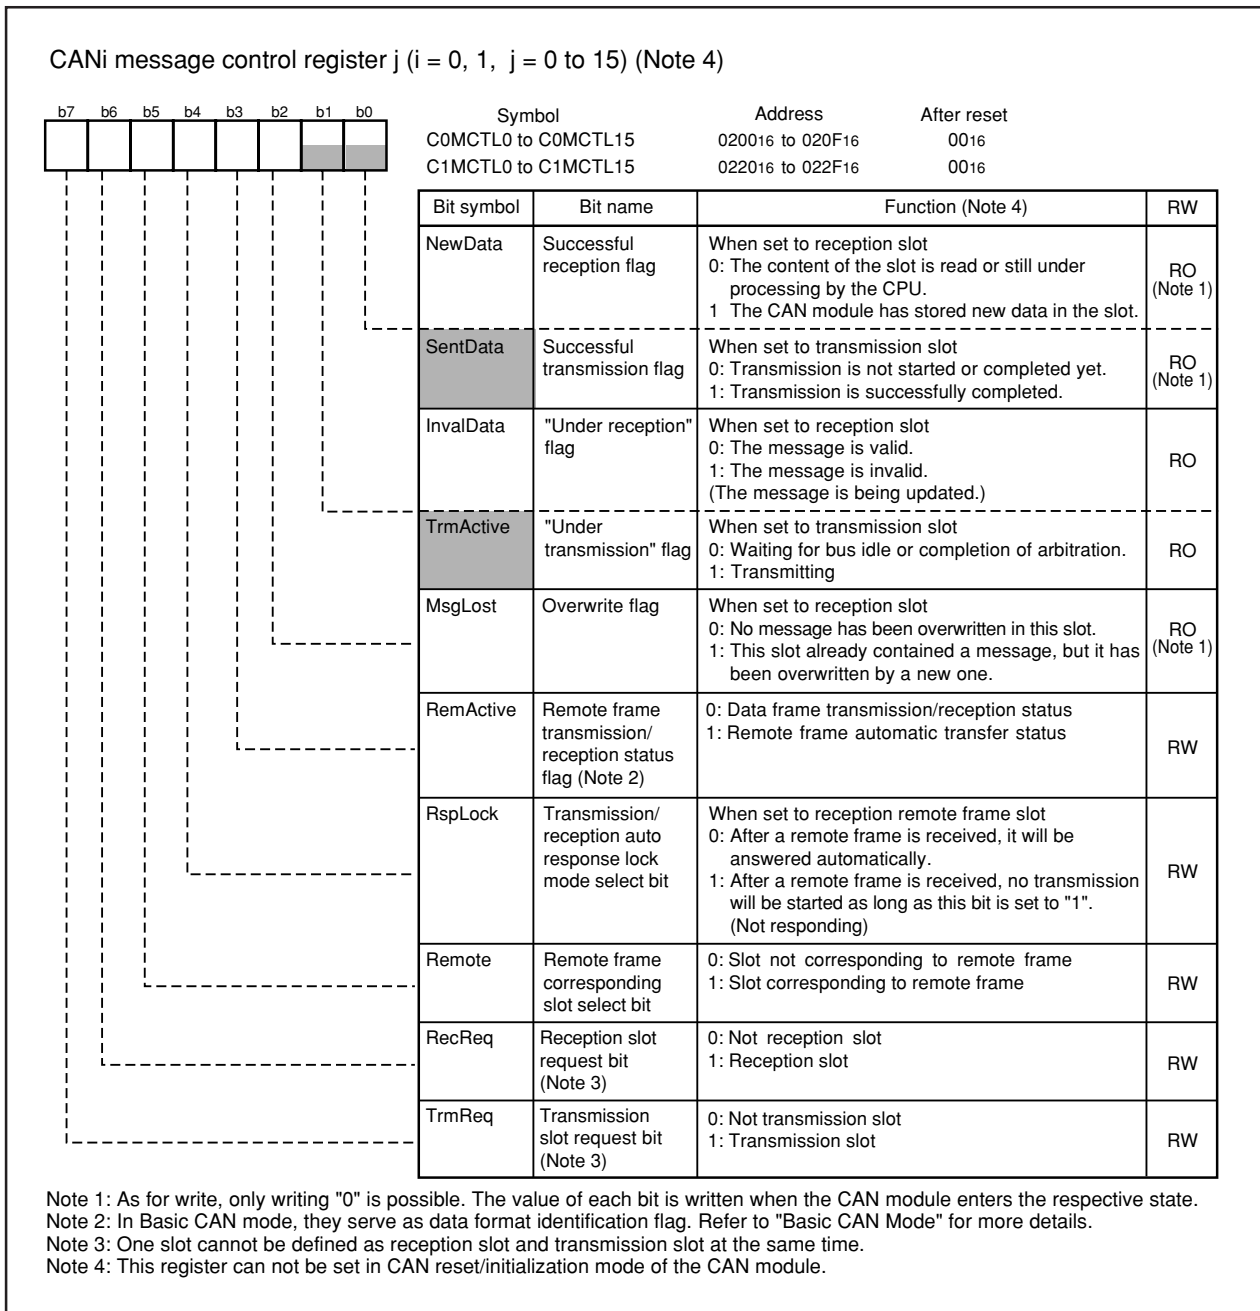 CANi message control register j (i = 0, 1, j = 0 to 15) (Note 4)
b7 b6 b5 b4 b3 b2 b1 b0
Symbol Address After reset
C0MCTL0 to C0MCTL15 020016 to 020F16 0016
C1MCTL0 to C1MCTL15 022016 to 022F16 0016
Bit symbol Bit name Function (Note 4) RW
NewData Successful When set to reception slot
reception flag 0: The content of the slot is read or still under RO
processing by the CPU. (Note 1)
1 The CAN module has stored new data in the slot.
SentData Successful When set to transmission slot
transmission flag 0: Transmission is not started or completed yet. RO
1: Transmission is successfully completed. (Note 1)
InvalData "Under reception" When set to reception slot
flag 0: The message is valid.
1: The message is invalid. RO
(The message is being updated.)
TrmActive "Under When set to transmission slot
transmission" flag 0: Waiting for bus idle or completion of arbitration. RO
1: Transmitting
MsgLost Overwrite flag When set to reception slot
0: No message has been overwritten in this slot. RO
1: This slot already contained a message, but it has (Note 1)
been overwritten by a new one.
RemActive Remote frame 0: Data frame transmission/reception status
transmission/ 1: Remote frame automatic transfer status
reception status RW
flag (Note 2)
RspLock Transmission/ When set to reception remote frame slot
reception auto 0: After a remote frame is received, it will be
response lock answered automatically.
mode select bit 1: After a remote frame is received, no transmission RW
will be started as long as this bit is set to "1".
(Not responding)
Remote Remote frame 0: Slot not corresponding to remote frame
corresponding 1: Slot corresponding to remote frame RW
slot select bit
RecReq Reception slot 0: Not reception slot
request bit 1: Reception slot RW
(Note 3)
TrmReq Transmission 0: Not transmission slot
slot request bit 1: Transmission slot RW
(Note 3)
Note 1: As for write, only writing "0" is possible. The value of each bit is written when the CAN module enters the respective state.
Note 2: In Basic CAN mode, they serve as data format identification flag. Refer to "Basic CAN Mode" for more details.
Note 3: One slot cannot be defined as reception slot and transmission slot at the same time.
Note 4: This register can not be set in CAN reset/initialization mode of the CAN module.